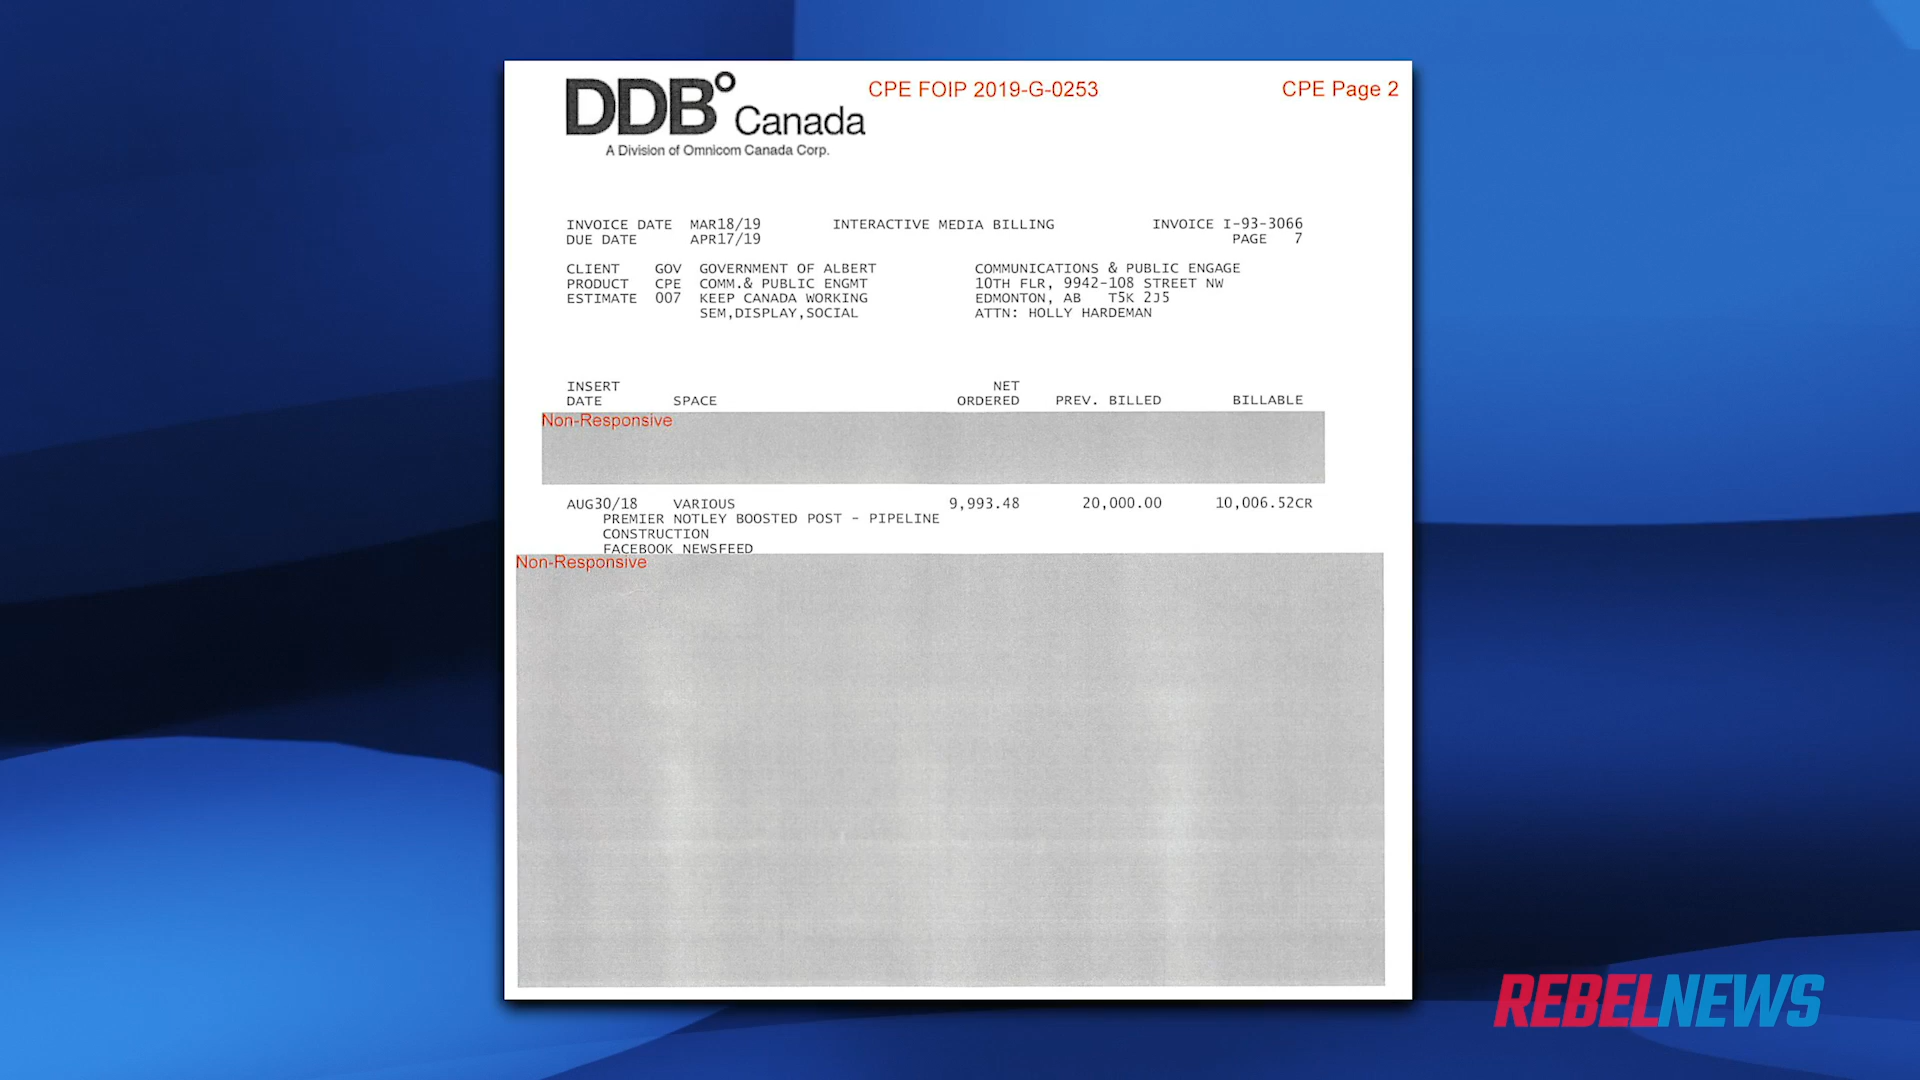 DDB° Canada
A Division of Omnicom Canada Corp.
CPE FOIP 2019-G-0253
CPE Page 2
INVOICE DATE MAR18/19 INTERACTIVE MEDIA BILLING INVOICE I-93-3066
DUE DATE APR17/19 PAGE 7
CLIENT GOV GOVERNMENT OF ALBERT COMMUNICATIONS & PUBLIC ENGAGE
PRODUCT CPE COMM.& PUBLIC ENGMT 10TH FLR, 9942-108 STREET NW
ESTIMATE 007 KEEP CANADA WORKING EDMONTON, AB T5K 2J5
SEM,DISPLAY,SOCIAL ATTN: HOLLY HARDEMAN
INSERT NET
DATE SPACE ORDERED PREV. BILLED BILLABLE
Non-Responsive
AUG30/18 VARIOUS 9,993.48 20,000.00 10,006.52CR
PREMIER NOTLEY BOOSTED POST - PIPELINE
CONSTRUCTION
FACEBOOK NEWSFEED
Non-Responsive
REBELNEWS